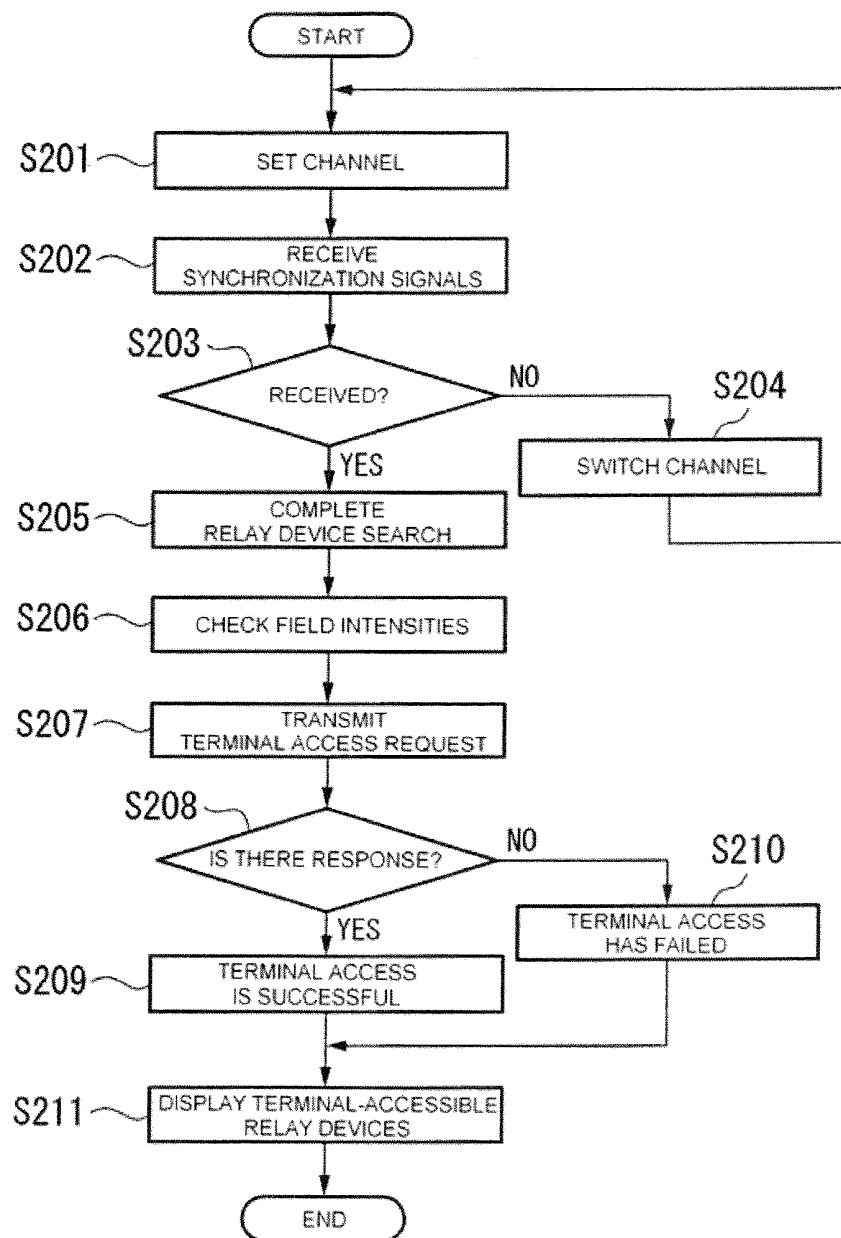 START
S201
SET CHANNEL
S202
RECEIVE
SYNCHRONIZATION SIGNALS
S203
RECEIVED?
NO
S204
SWITCH CHANNEL
YES
S205
COMPLETE
RELAY DEVICE SEARCH
S206
CHECK FIELD INTENSITIES
S207
TRANSMIT
TERMINAL ACCESS REQUEST
S208
IS THERE RESPONSE?
NO
S210
TERMINAL ACCESS
HAS FAILED
YES
S209
TERMINAL ACCESS
IS SUCCESSFUL
S211
DISPLAY TERMINAL-ACCESSIBLE
RELAY DEVICES
END